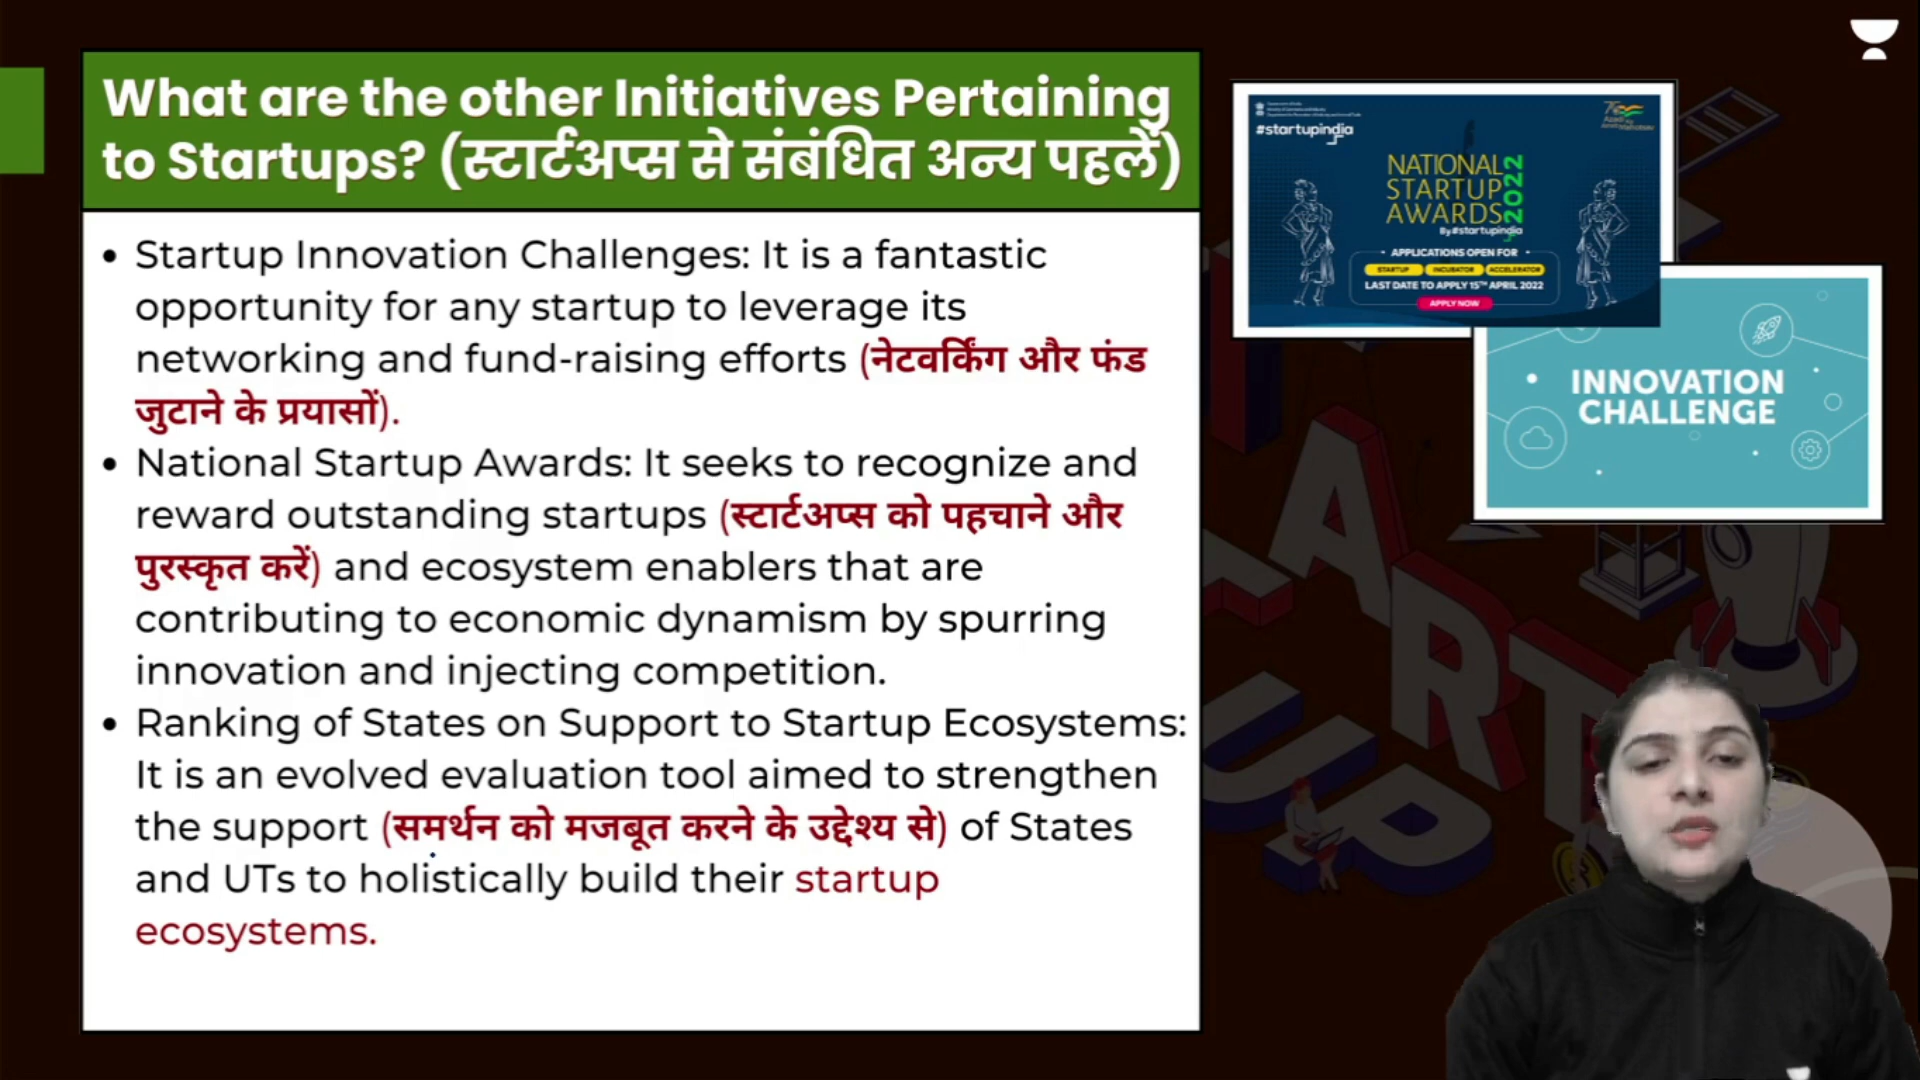 What are the other Initiatives Pertaining
to Startups? (स्टार्टअप्स से संबंधित अन्य पहलें)
• Startup Innovation Challenges: It is a fantastic
opportunity for any startup to leverage its
networking and fund-raising efforts (नेटवर्किंग और फंड
जुटाने के प्रयासों).
• National Startup Awards: It seeks to recognize and
reward outstanding startups (स्टार्टअप्स को पहचाने और
पुरस्कृत करें) and ecosystem enablers that are
contributing to economic dynamism by spurring
innovation and injecting competition.
• Ranking of States on Support to Startup Ecosystems:
It is an evolved evaluation tool aimed to strengthen
the support (समर्थन को मजबूत करने के उद्देश्य से) of States
and UTs to holistically build their startup
ecosystems.
#startupindia
NATIONAL
STARTUP
AWARDS
2022
By #startupindia
- APPLICATIONS OPEN FOR -
STARTUP INCUBATOR ACCELERATOR
LAST DATE TO APPLY 15TH APRIL 2022
APPLY NOW
INNOVATION
CHALLENGE
START
UP